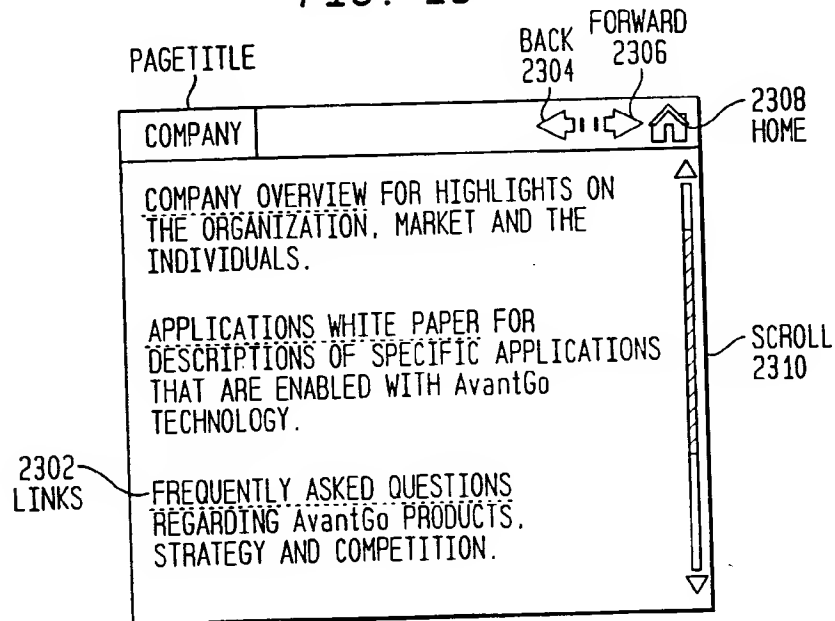 PAGETITLE
BACK
2304
FORWARD
2306
2308
HOME
COMPANY
COMPANY OVERVIEW FOR HIGHLIGHTS ON
THE ORGANIZATION, MARKET AND THE
INDIVIDUALS.
APPLICATIONS WHITE PAPER FOR
DESCRIPTIONS OF SPECIFIC APPLICATIONS
THAT ARE ENABLED WITH AvantGo
TECHNOLOGY.
SCROLL
2310
2302
LINKS
FREQUENTLY ASKED QUESTIONS
REGARDING AvantGo PRODUCTS,
STRATEGY AND COMPETITION.